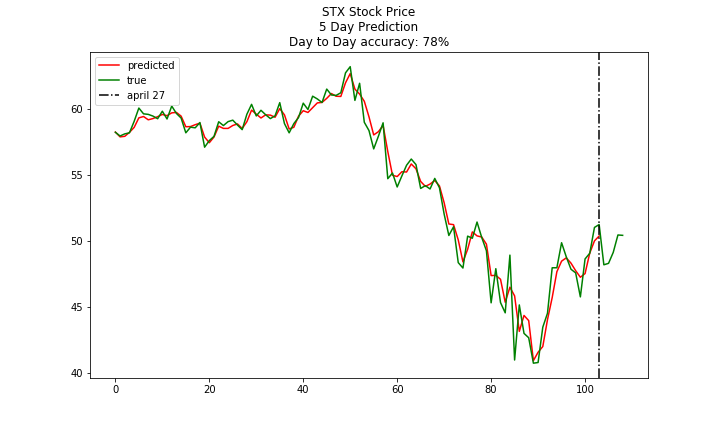 STX Stock Price
5 Day Prediction
Day to Day accuracy: 78%
predicted
true
april 27
60
55
50
45
40
0 20 40 60 80 100